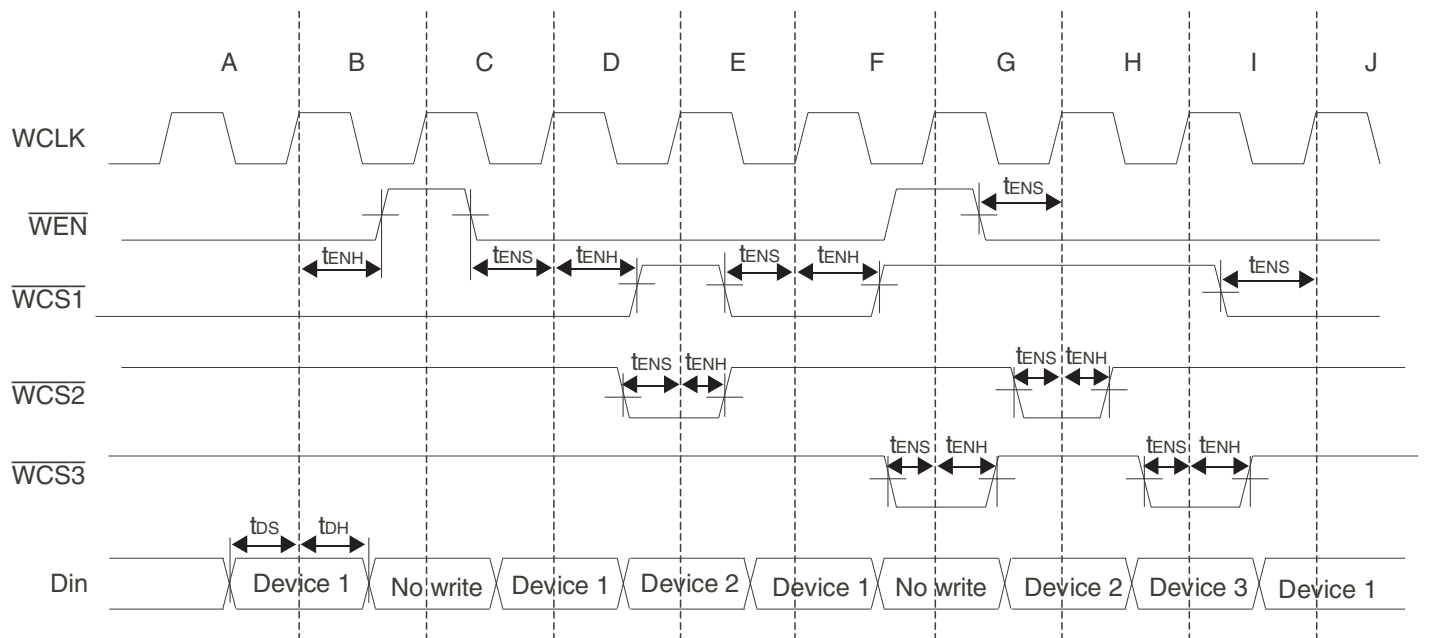 A B C D E F G H I J
WCLK
WEN
tENS
tENH tENS tENH tENS tENH tENS
WCS1
tENS tENH tENS tENH
WCS2
tENS tENH tENS tENH
WCS3
tDS tDH
Din Device 1 No write Device 1 Device 2 Device 1 No write Device 2 Device 3 Device 1